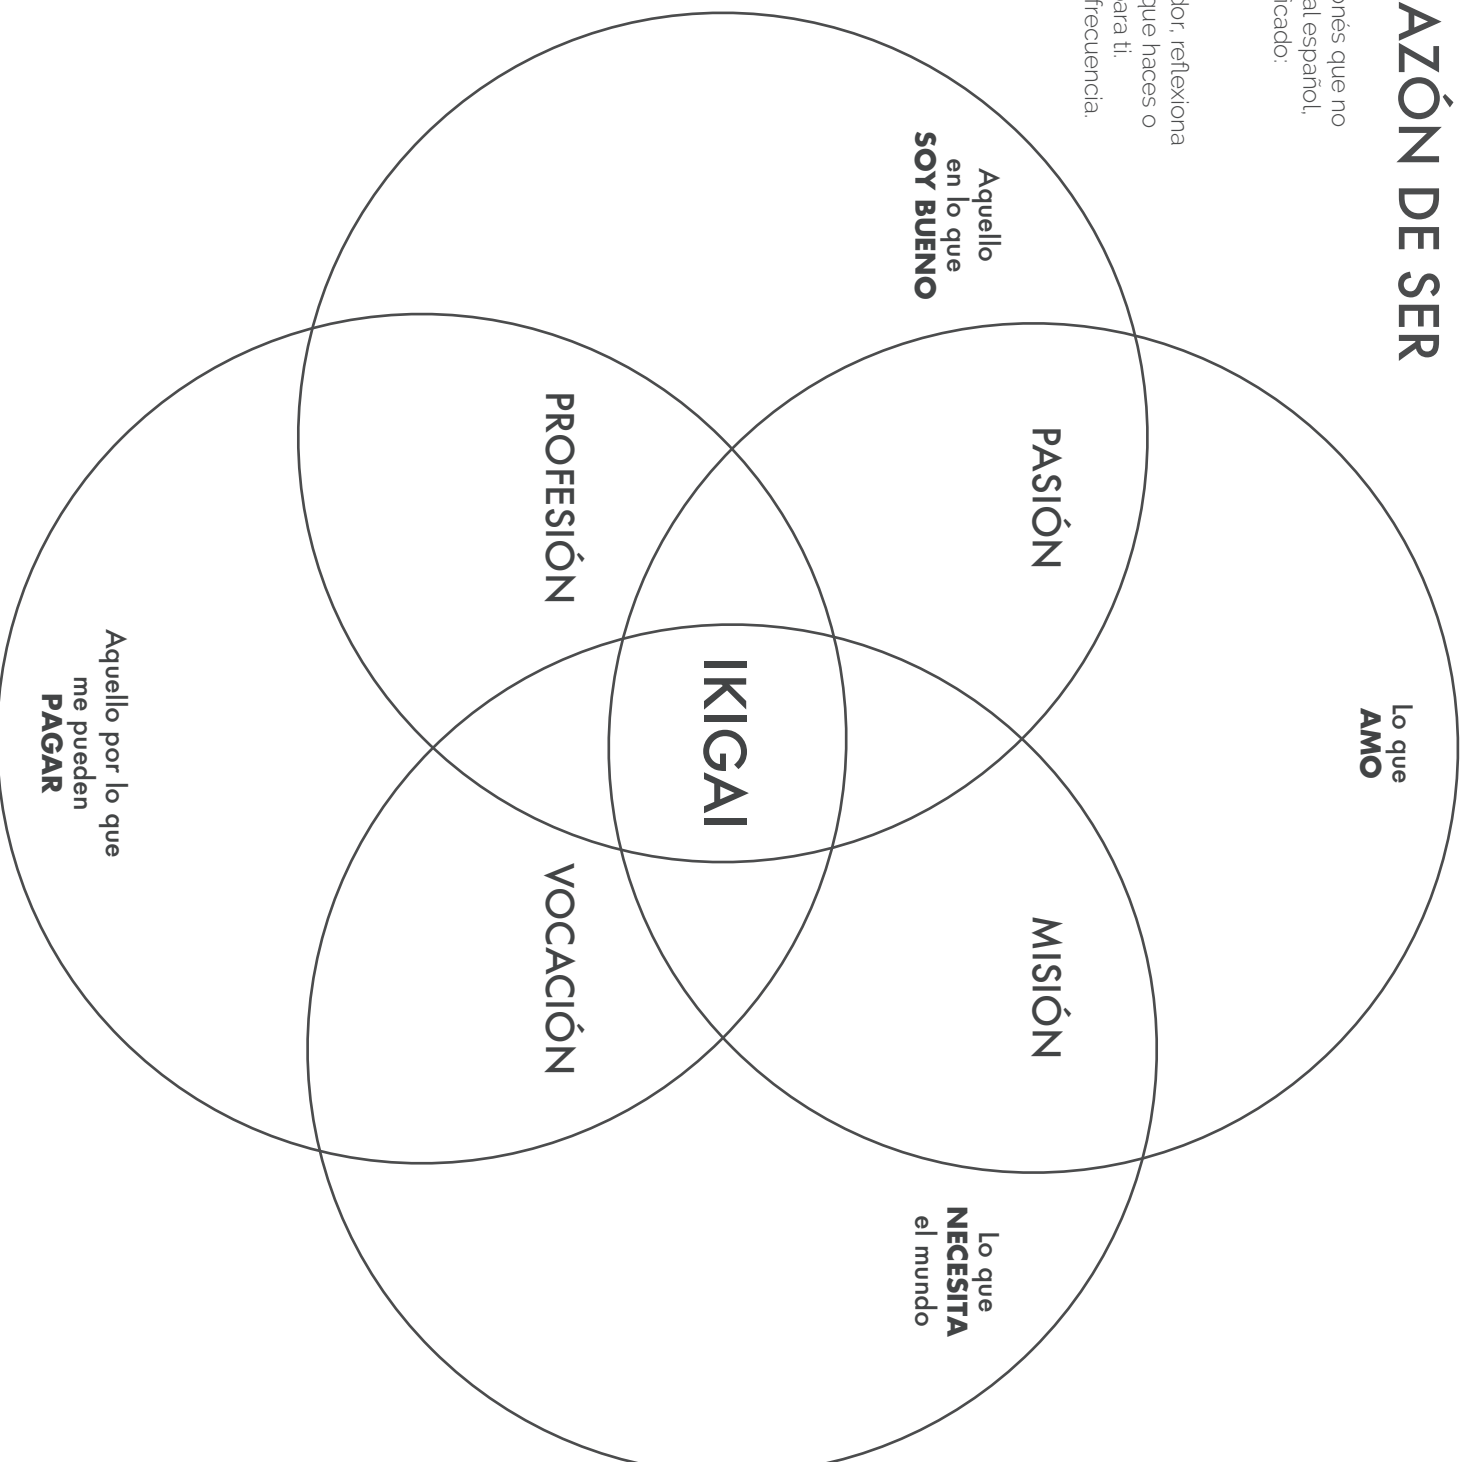 AZÓN DE SER
onés que no
al español,
icado:
dor, reflexiona
que haces o
para ti.
frecuencia.
Lo que
AMO
Aquello
en lo que
SOY BUENO
PASIÓN
MISIÓN
IKIGAI
PROFESIÓN
VOCACIÓN
Lo que
NECESITA
el mundo
Aquello por lo que
me pueden
PAGAR